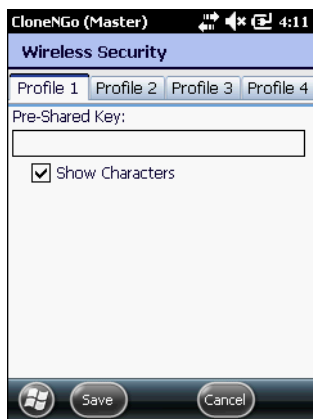 CloneNGo (Master) 4:11
Wireless Security
Profile 1 Profile 2 Profile 3 Profile 4
Pre-Shared Key:
Show Characters
Save Cancel